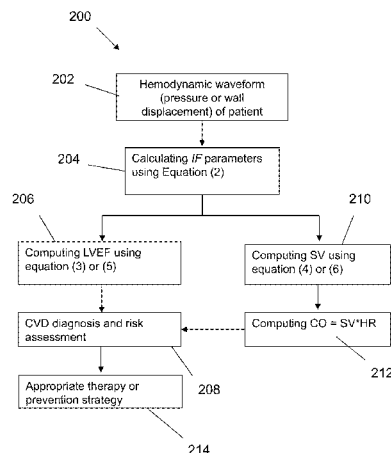 200
202
Hemodynamic waveform
(pressure or wall
displacement) of patient
204
Calculating IF parameters
using Equation (2)
206
210
Computing LVEF using
equation (3) or (5)
Computing SV using
equation (4) or (6)
CVD diagnosis and risk
assessment
Computing CO = SV*HR
208
212
Appropriate therapy or
prevention strategy
214